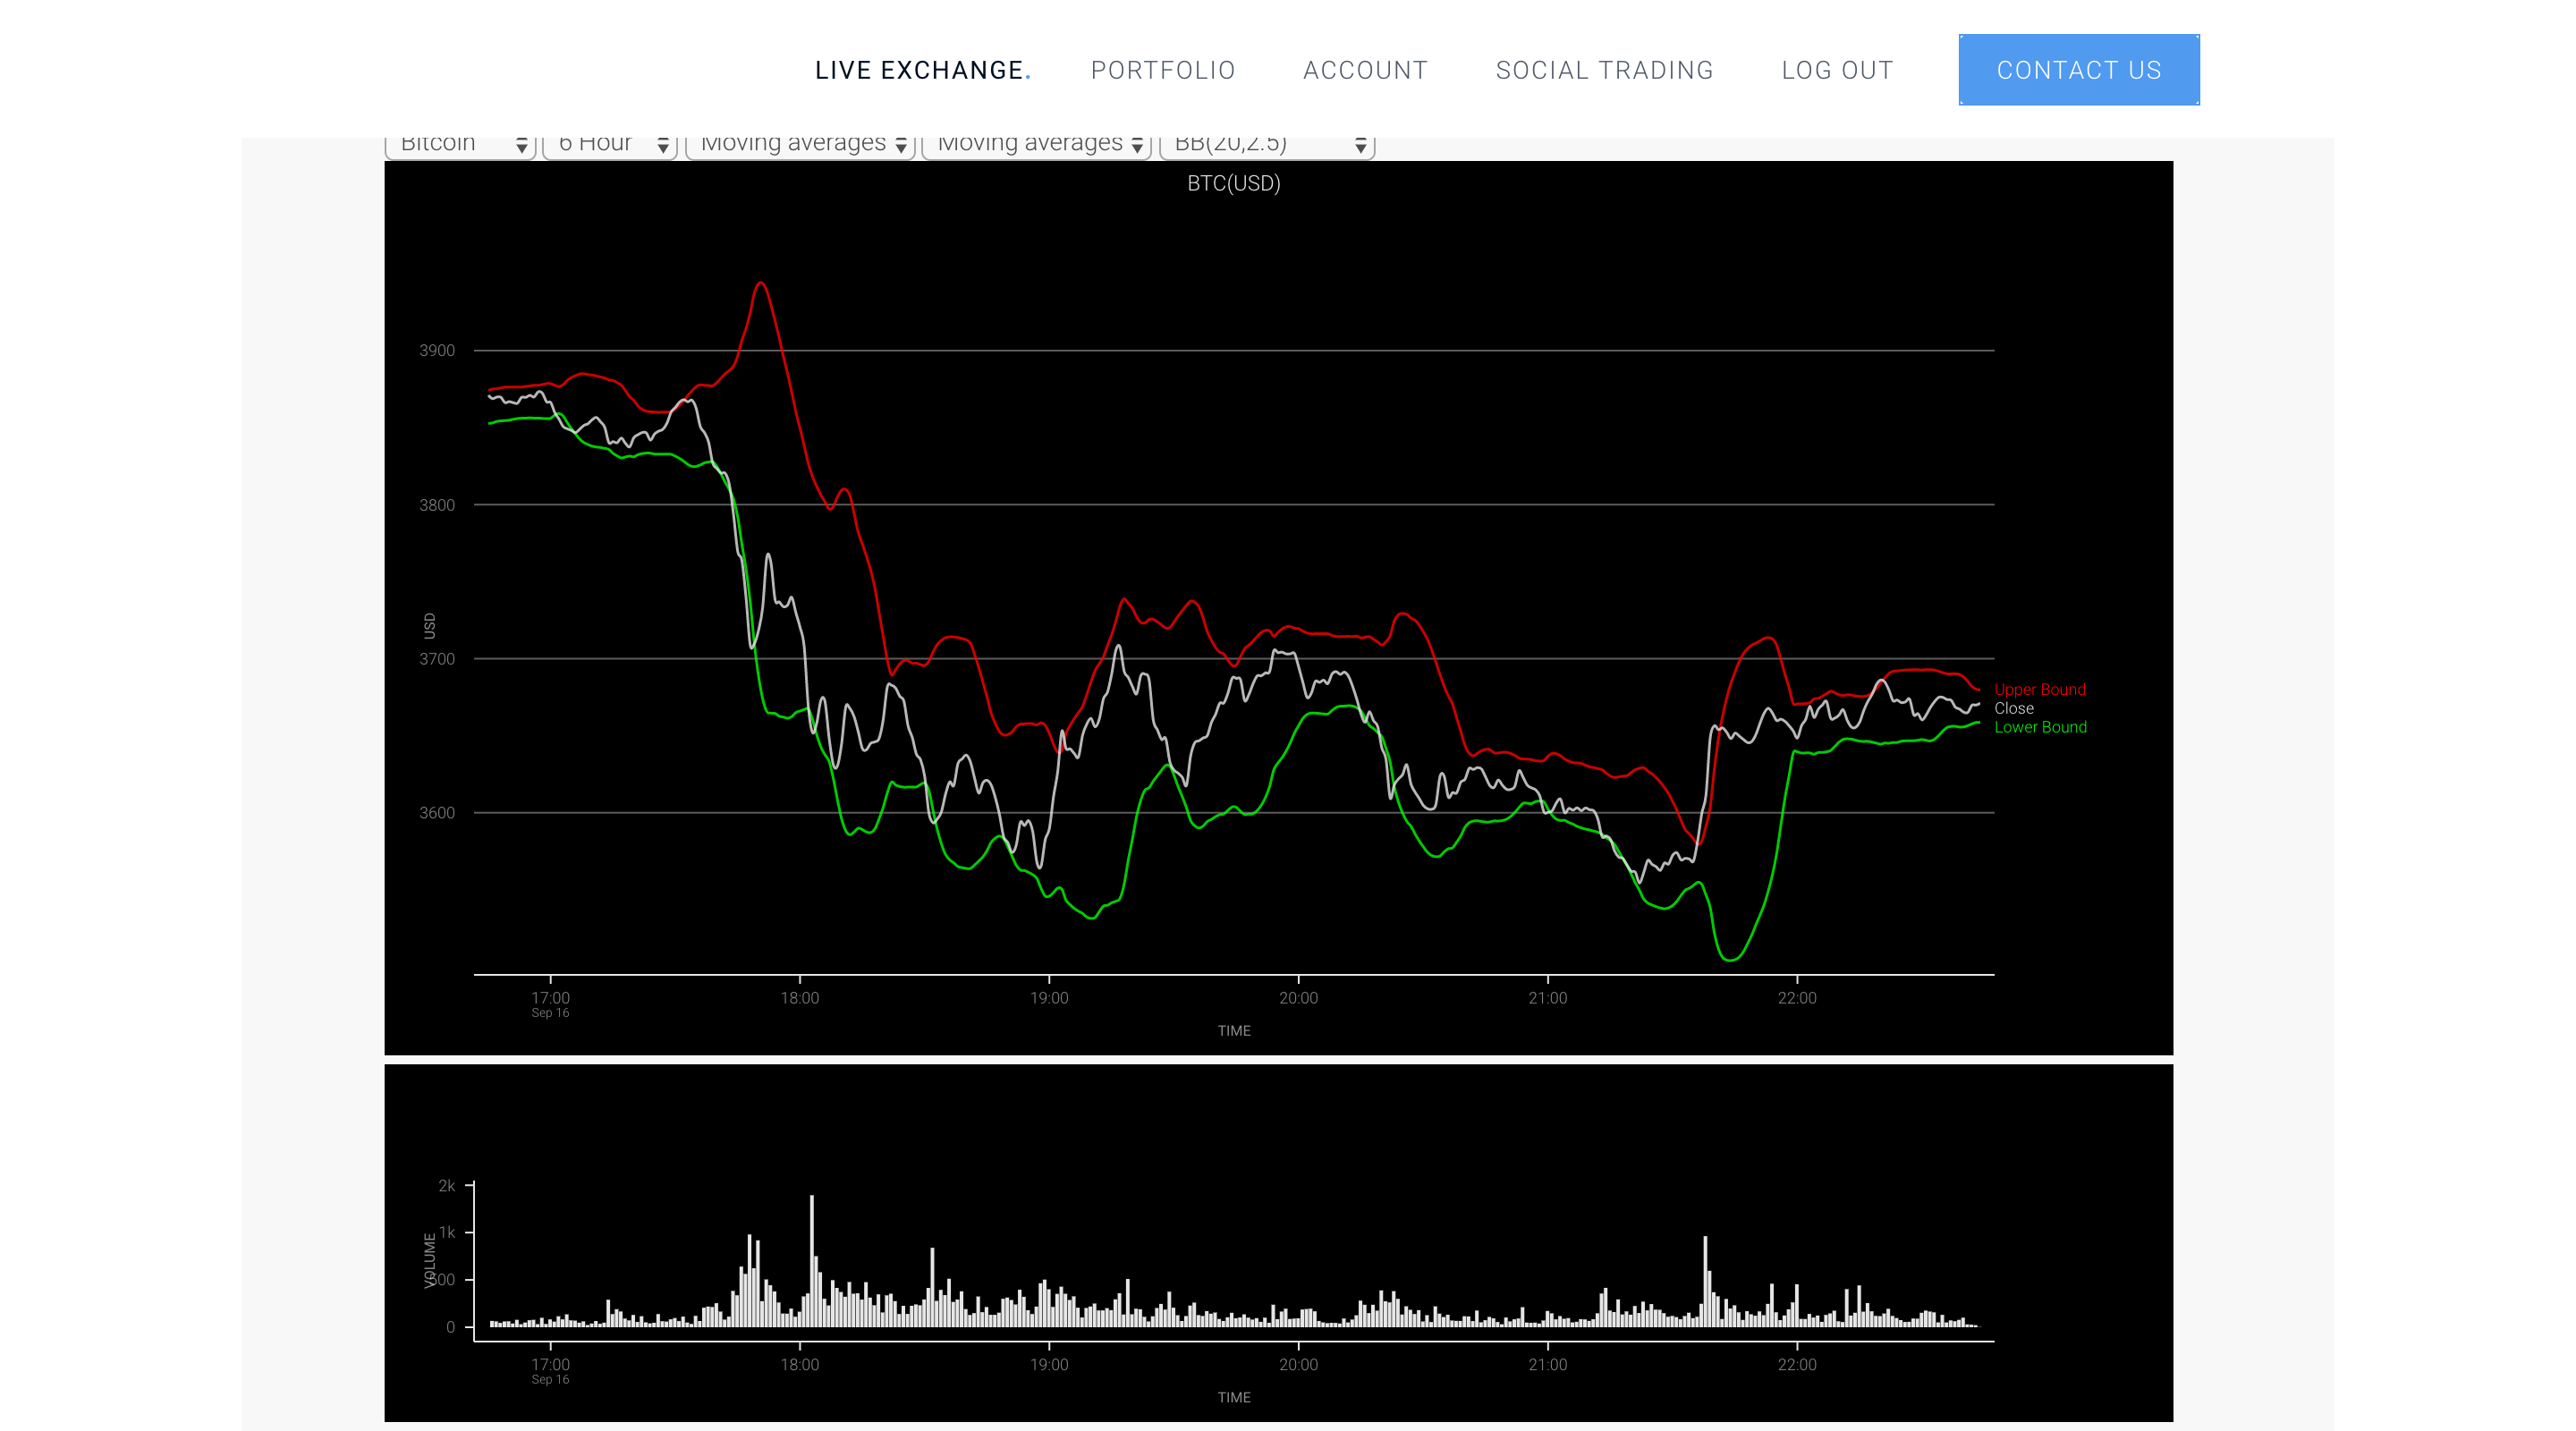 LIVE EXCHANGE. PORTFOLIO ACCOUNT SOCIAL TRADING LOG OUT CONTACT US
Bitcoin 6 Hour Moving averages Moving averages BB(20,2.5)
BTC(USD)
3900
3800
USD
3700
3600
Upper Bound
Close
Lower Bound
17:00 18:00 19:00 20:00 21:00 22:00
Sep 16
TIME
2k
1k
VOLUME
500
0
17:00 18:00 19:00 20:00 21:00 22:00
Sep 16
TIME